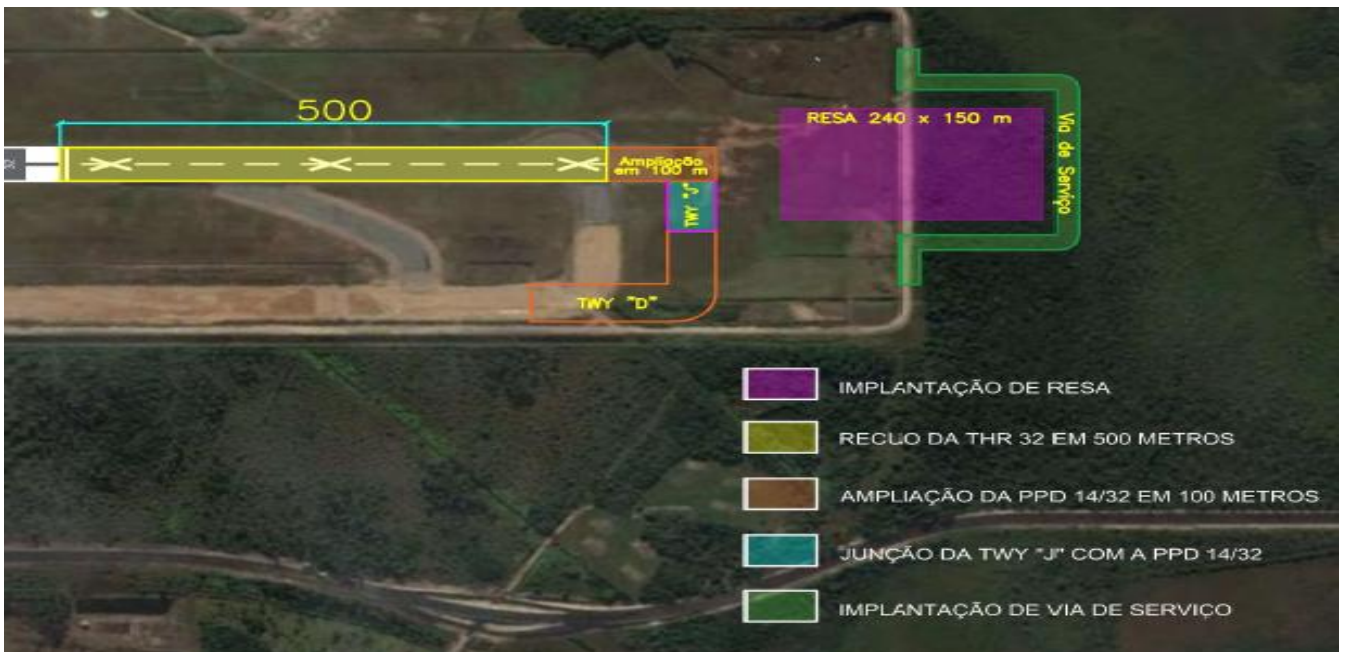 500
RESA 240 x 150 m
Ampliação
em 100 m
32
TWY "J"
Via de Serviço
TWY "D"
IMPLANTAÇÃO DE RESA
RECUO DA THR 32 EM 500 METROS
AMPLIAÇÃO DA PPD 14/32 EM 100 METROS
JUNÇÃO DA TWY "J" COM A PPD 14/32
IMPLANTAÇÃO DE VIA DE SERVIÇO